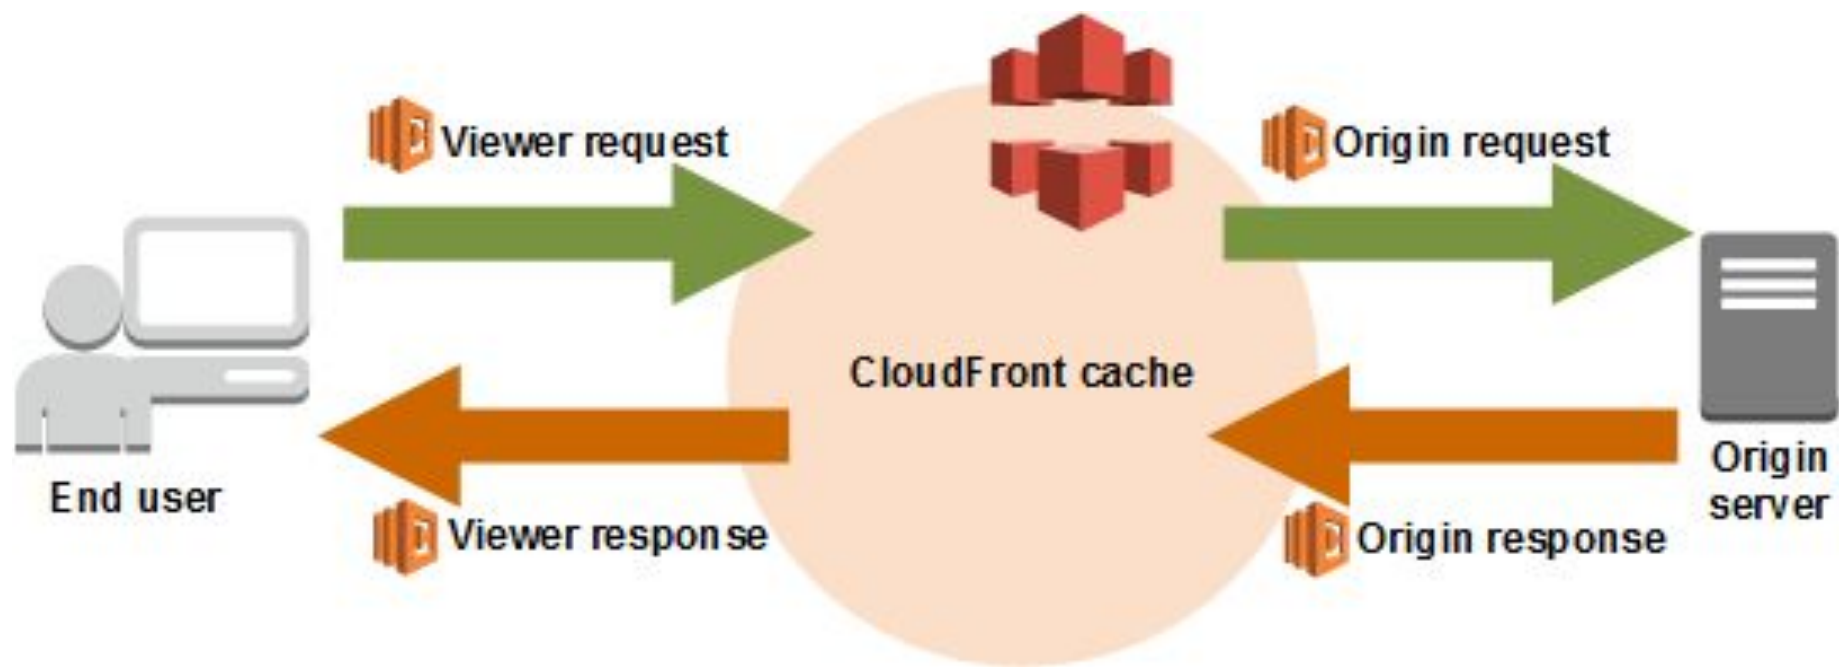 Viewer request
Origin request
CloudFront cache
End user
Viewer response
Origin response
Origin
server